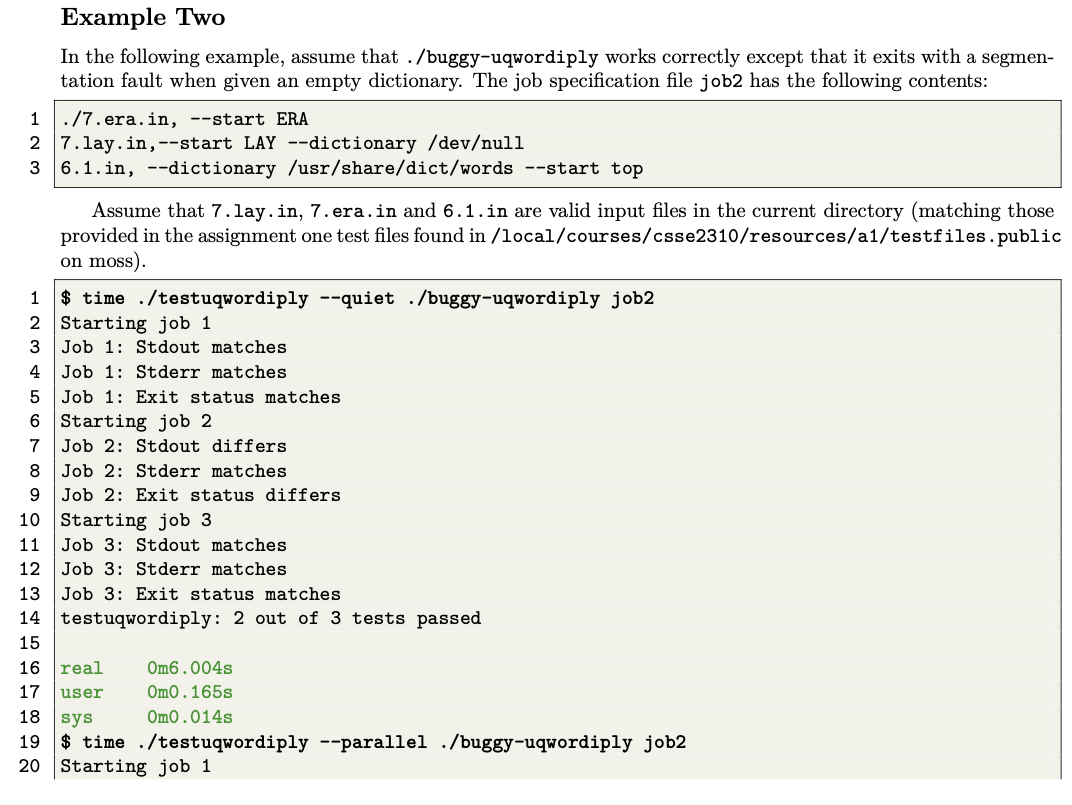 Example Two
In the following example, assume that ./buggy-uqwordiply works correctly except that it exits with a segmen-
tation fault when given an empty dictionary. The job specification file job2 has the following contents:
1 ./7.era.in, --start ERA
2 7.lay.in,--start LAY --dictionary /dev/null
3 6.1.in, --dictionary /usr/share/dict/words --start top
Assume that 7.lay.in, 7.era.in and 6.1.in are valid input files in the current directory (matching those
provided in the assignment one test files found in /local/courses/csse2310/resources/a1/testfiles.public
on moss).
1 $ time ./testuqwordiply --quiet ./buggy-uqwordiply job2
2 Starting job 1
3 Job 1: Stdout matches
4 Job 1: Stderr matches
5 Job 1: Exit status matches
6 Starting job 2
7 Job 2: Stdout differs
8 Job 2: Stderr matches
9 Job 2: Exit status differs
10 Starting job 3
11 Job 3: Stdout matches
12 Job 3: Stderr matches
13 Job 3: Exit status matches
14 testuqwordiply: 2 out of 3 tests passed
15
16 real 0m6.004s
17 user 0m0.165s
18 sys 0m0.014s
19 $ time ./testuqwordiply --parallel ./buggy-uqwordiply job2
20 Starting job 1